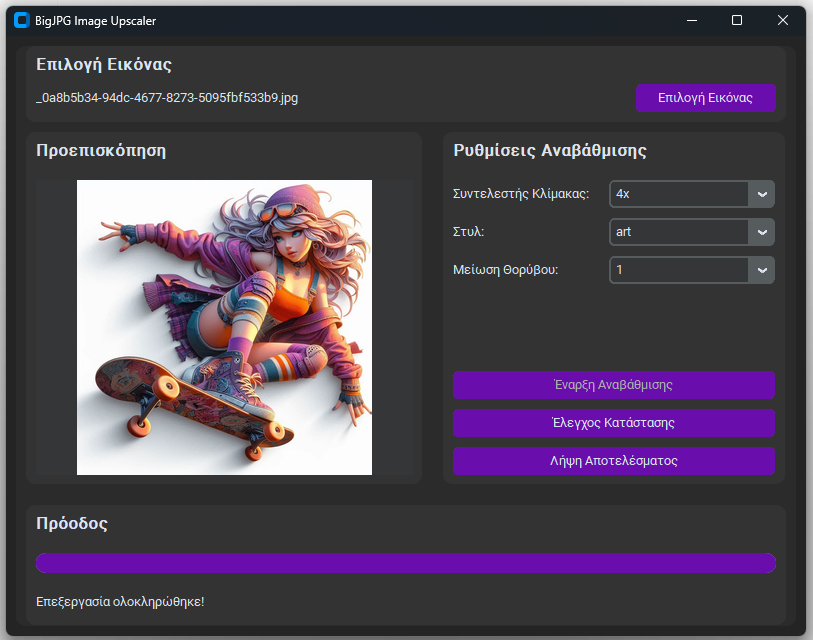 BigJPG Image Upscaler
Επιλογή Εικόνας
_0a8b5b34-94dc-4677-8273-5095fbf533b9.jpg
Επιλογή Εικόνας
Προεπισκόπηση
Ρυθμίσεις Αναβάθμισης
Συντελεστής Κλίμακας: 4x
Στυλ: art
Μείωση Θορύβου: 1
Έναρξη Αναβάθμισης
Έλεγχος Κατάστασης
Λήψη Αποτελέσματος
Πρόοδος
Επεξεργασία ολοκληρώθηκε!